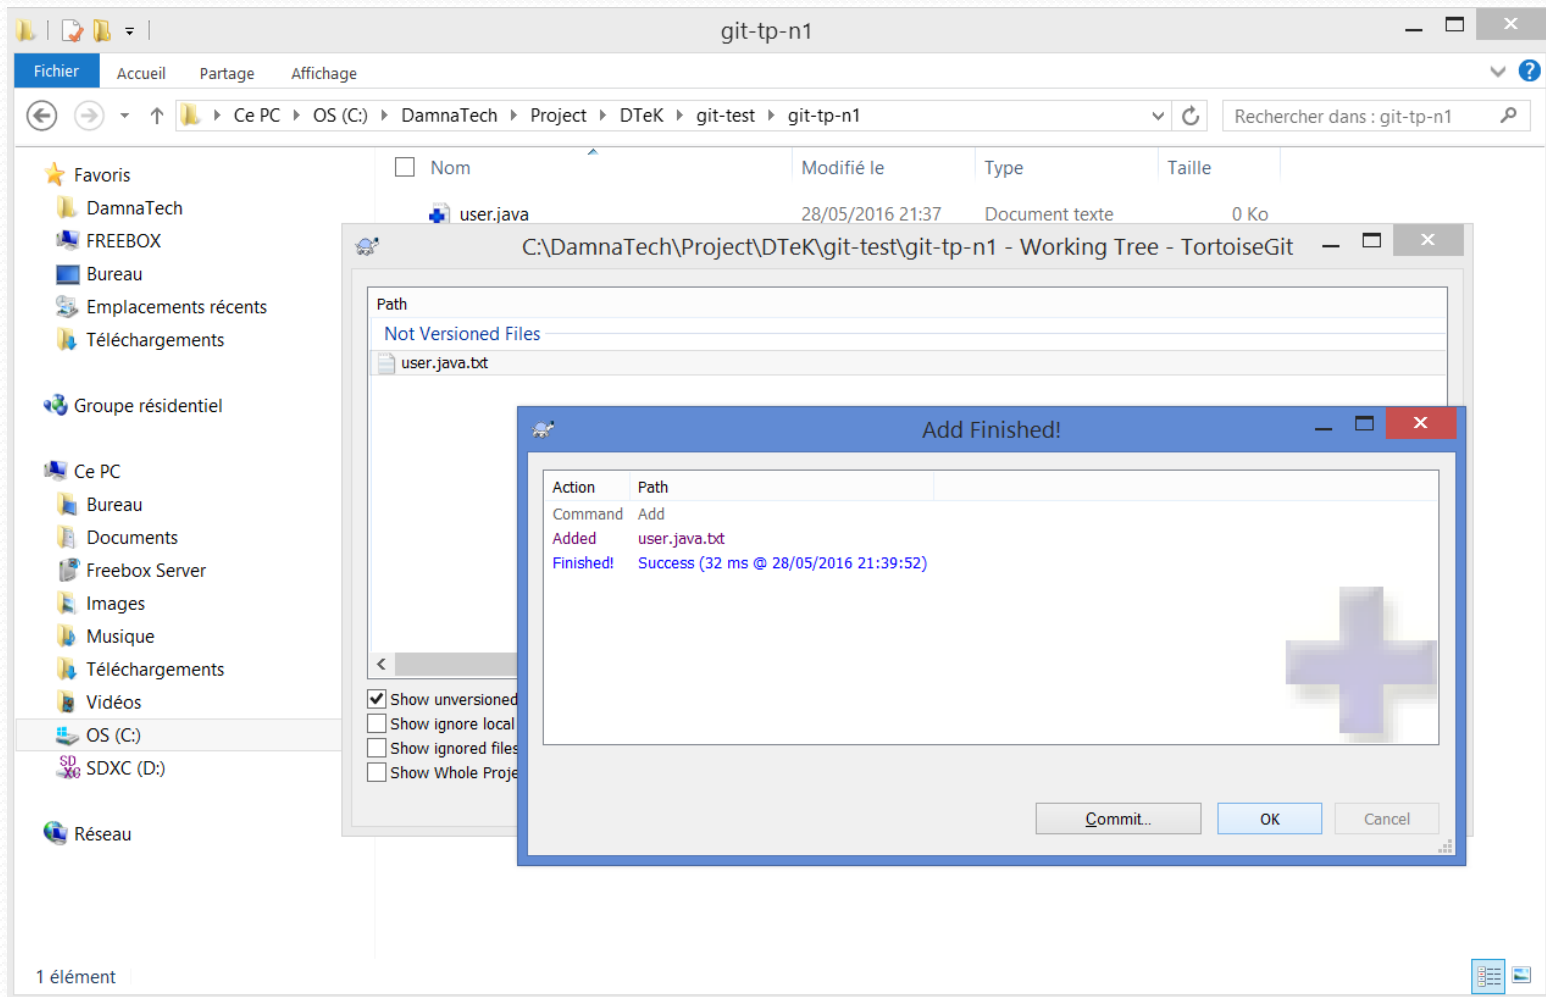 git-tp-n1
Fichier Accueil Partage Affichage
Ce PC OS (C:) DamnaTech Project DTeK git-test git-tp-n1 Rechercher dans : git-tp-n1
Nom Modifié le Type Taille
user.java 28/05/2016 21:37 Document texte 0 Ko
Favoris
DamnaTech
FREEBOX
Bureau
Emplacements récents
Téléchargements
Groupe résidentiel
Ce PC
Bureau
Documents
Freebox Server
Images
Musique
Téléchargements
Vidéos
OS (C:)
SDXC (D:)
Réseau
1 élément
C:\DamnaTech\Project\DTeK\git-test\git-tp-n1 - Working Tree - TortoiseGit
Path
Not Versioned Files
user.java.txt
Show unversioned
Show ignore local
Show ignored files
Show Whole Proje
Add Finished!
Action Path
Command Add
Added user.java.txt
Finished! Success (32 ms @ 28/05/2016 21:39:52)
Commit... OK Cancel